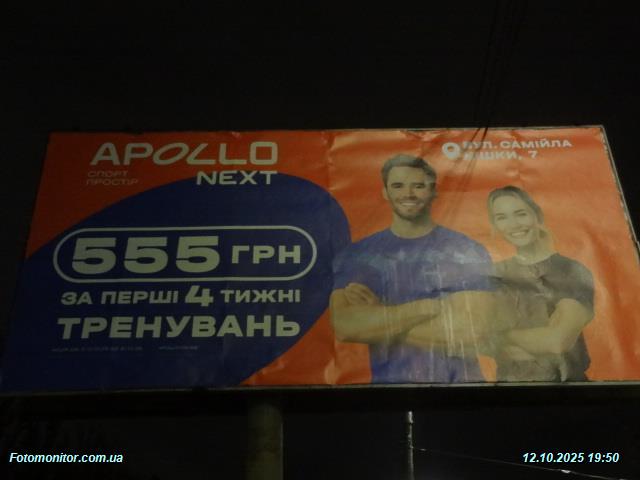 APOLLO
NEXT
СПОРТ
ПРОСТІР
ВУЛ. САМІЙЛА
КІШКИ, 7
555 ГРН
ЗА ПЕРШІ 4 ТИЖНІ
ТРЕНУВАНЬ
Fotomonitor.com.ua
12.10.2025 19:50